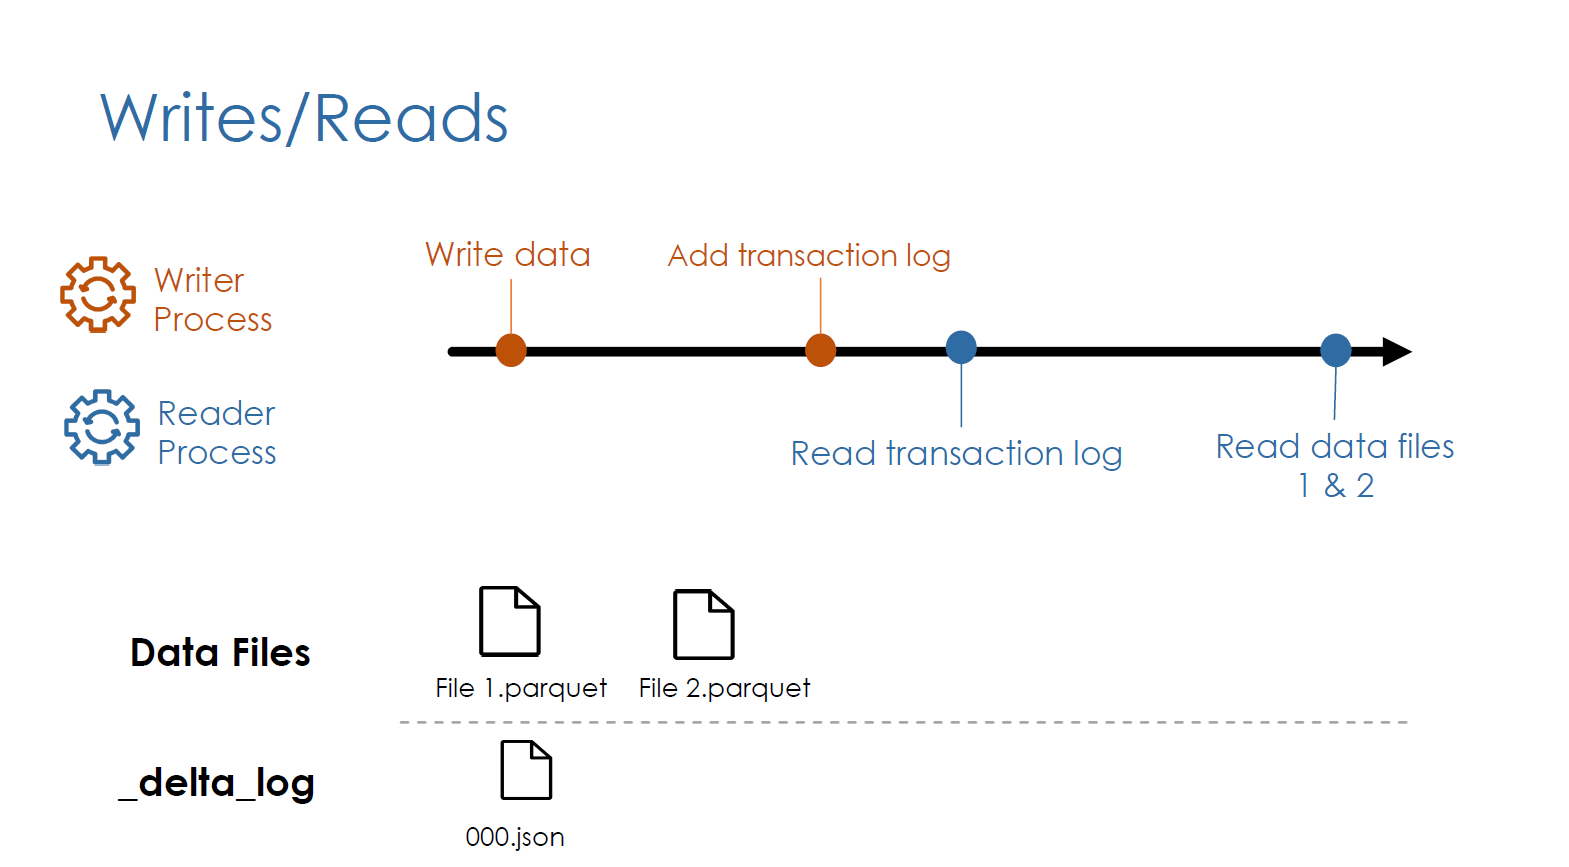 Writes/Reads
Write data
Add transaction log
Writer
Process
Reader
Process
Read transaction log
Read data files
1 & 2
Data Files
File 1.parquet
File 2.parquet
_delta_log
000.json